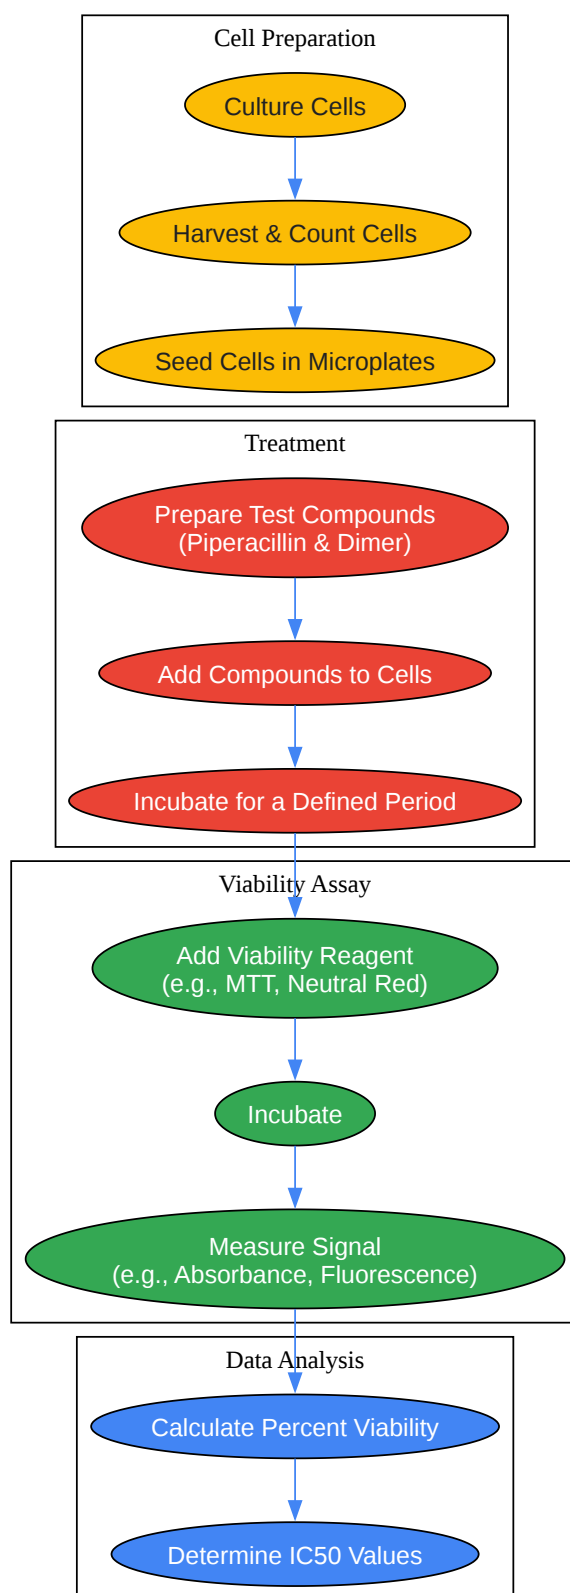 Cell Preparation
Culture Cells
Harvest & Count Cells
Seed Cells in Microplates
Treatment
Prepare Test Compounds
(Piperacillin & Dimer)
Add Compounds to Cells
Incubate for a Defined Period
Viability Assay
Add Viability Reagent
(e.g., MTT, Neutral Red)
Incubate
Measure Signal
(e.g., Absorbance, Fluorescence)
Data Analysis
Calculate Percent Viability
Determine IC50 Values